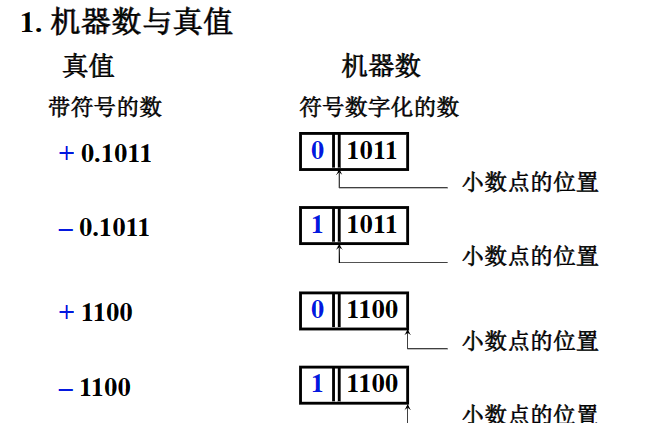 1. 机器数与真值
真值 机器数
带符号的数 符号数字化的数
+ 0.1011 0 1011
小数点的位置
– 0.1011 1 1011
小数点的位置
+ 1100 0 1100
小数点的位置
– 1100 1 1100
小数点的位置